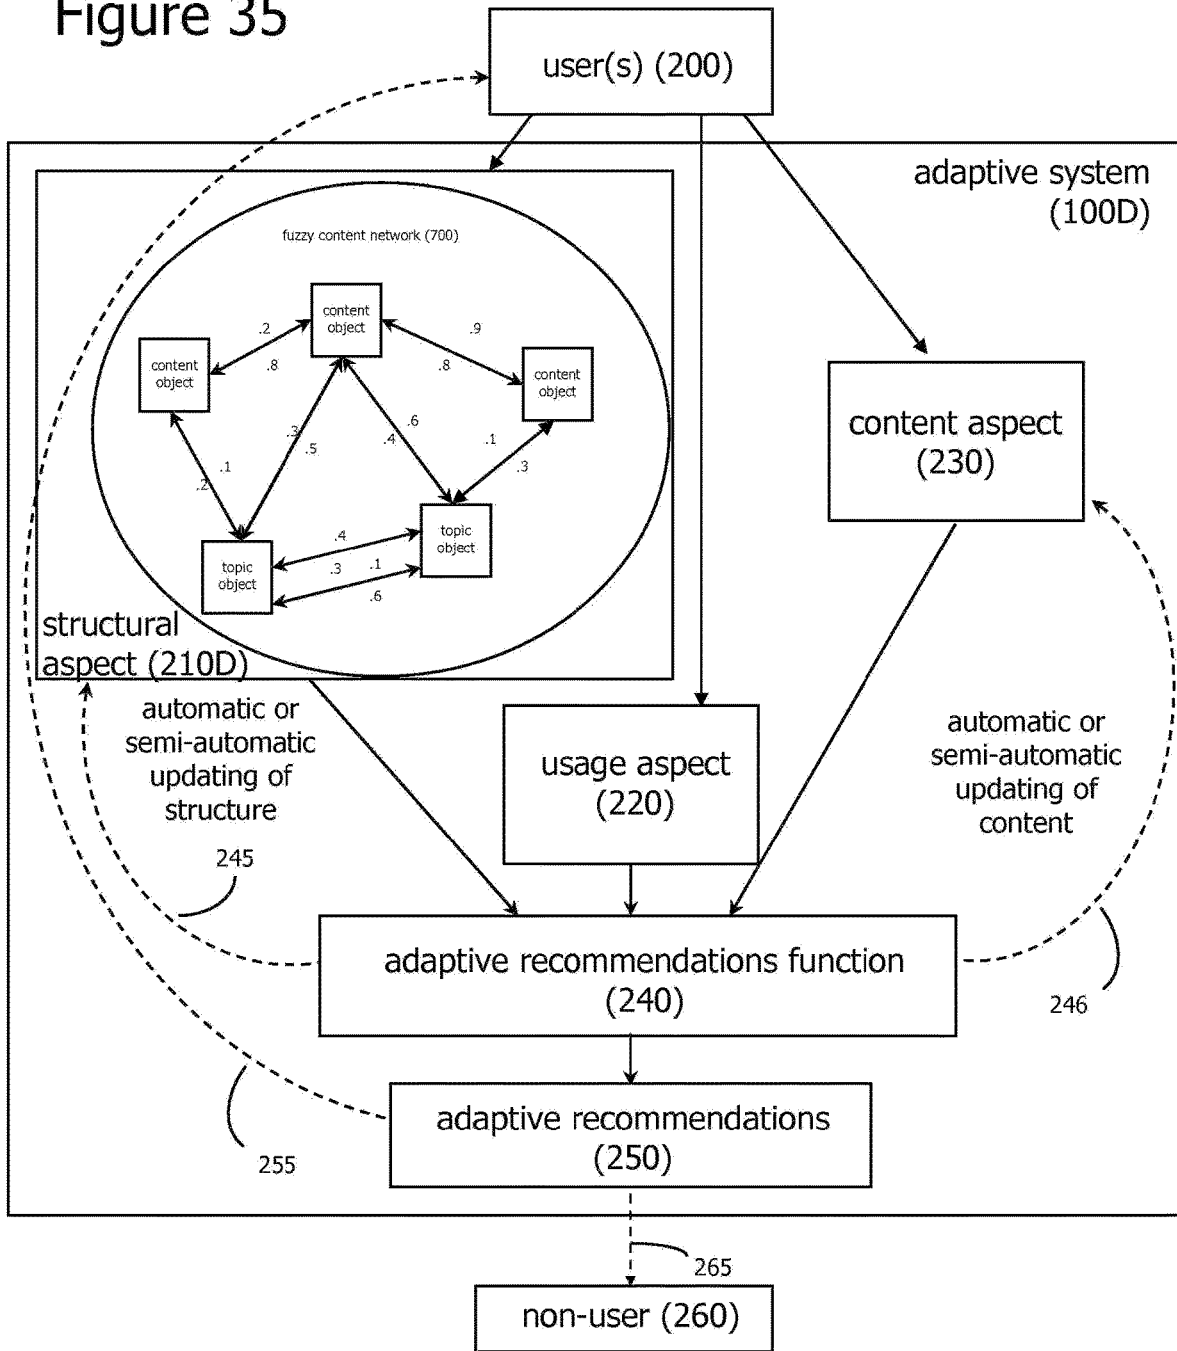 Figure 35
user(s) (200)
adaptive system
(100D)
fuzzy content network (700)
content
object
.2
.8
.9
.8
content
object
content
object
.3
.5
.6
.4
.1
.3
.1
.2
topic
object
topic
object
.4
.3
.1
.6
structural
aspect (210D)
content aspect
(230)
automatic or
semi-automatic
updating of
structure
245
usage aspect
(220)
automatic or
semi-automatic
updating of
content
246
adaptive recommendations function
(240)
adaptive recommendations
(250)
255
265
non-user (260)